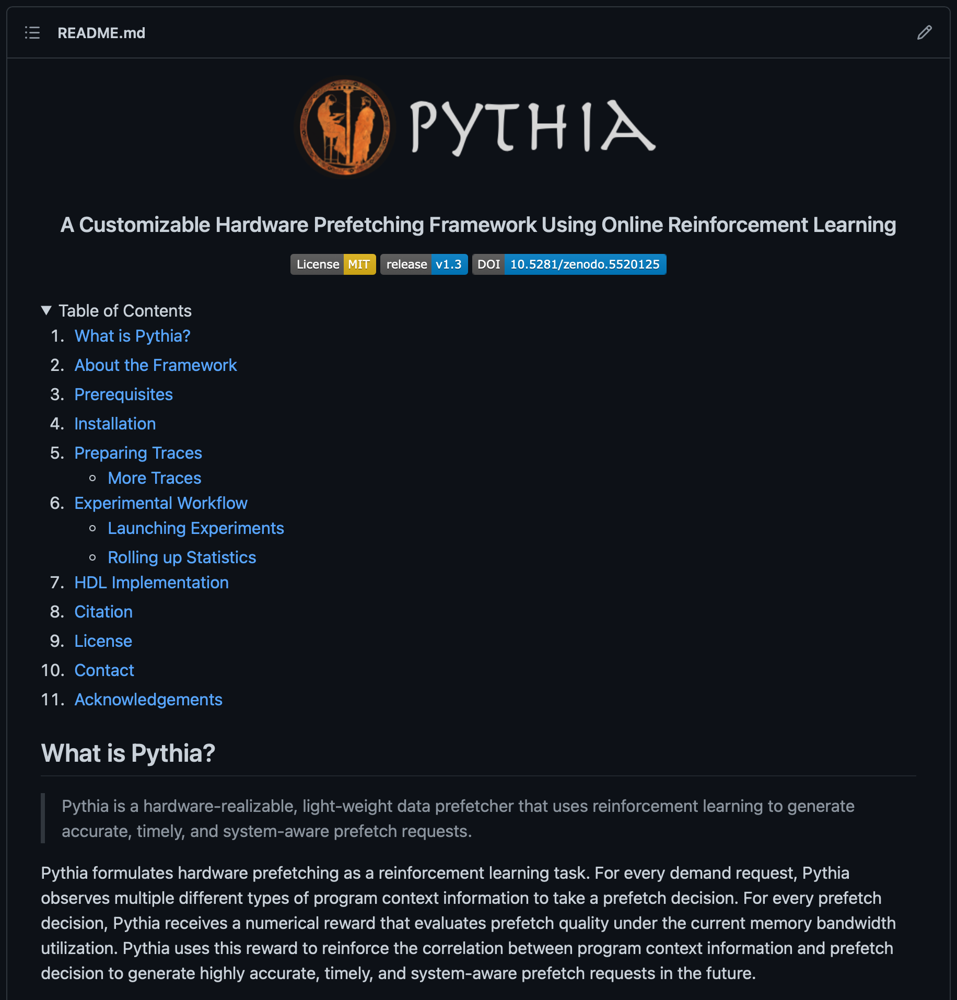 README.md
PYTHIA
A Customizable Hardware Prefetching Framework Using Online Reinforcement Learning
License MIT release v1.3 DOI 10.5281/zenodo.5520125
▼ Table of Contents
1. What is Pythia?
2. About the Framework
3. Prerequisites
4. Installation
5. Preparing Traces
○ More Traces
6. Experimental Workflow
○ Launching Experiments
○ Rolling up Statistics
7. HDL Implementation
8. Citation
9. License
10. Contact
11. Acknowledgements
What is Pythia?
Pythia is a hardware-realizable, light-weight data prefetcher that uses reinforcement learning to generate
accurate, timely, and system-aware prefetch requests.
Pythia formulates hardware prefetching as a reinforcement learning task. For every demand request, Pythia
observes multiple different types of program context information to take a prefetch decision. For every prefetch
decision, Pythia receives a numerical reward that evaluates prefetch quality under the current memory bandwidth
utilization. Pythia uses this reward to reinforce the correlation between program context information and prefetch
decision to generate highly accurate, timely, and system-aware prefetch requests in the future.